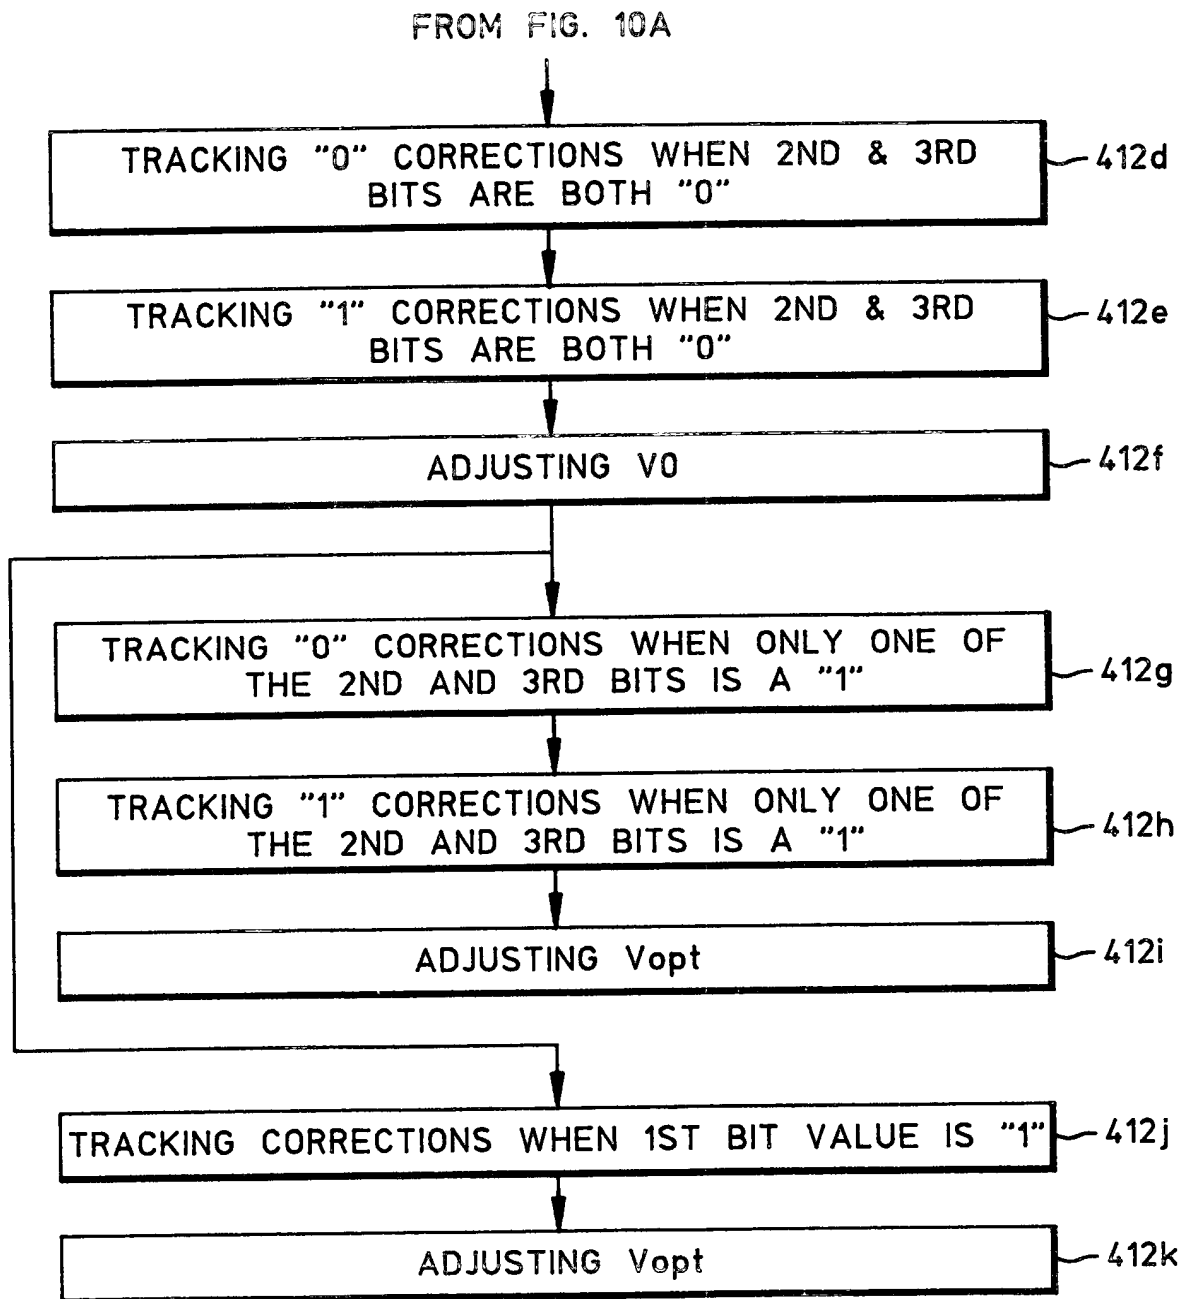 FROM FIG. 10A
TRACKING "0" CORRECTIONS WHEN 2ND & 3RD
BITS ARE BOTH "0"
412d
TRACKING "1" CORRECTIONS WHEN 2ND & 3RD
BITS ARE BOTH "0"
412e
ADJUSTING V0
412f
TRACKING "0" CORRECTIONS WHEN ONLY ONE OF
THE 2ND AND 3RD BITS IS A "1"
412g
TRACKING "1" CORRECTIONS WHEN ONLY ONE OF
THE 2ND AND 3RD BITS IS A "1"
412h
ADJUSTING Vopt
412i
TRACKING CORRECTIONS WHEN 1ST BIT VALUE IS "1"
412j
ADJUSTING Vopt
412k